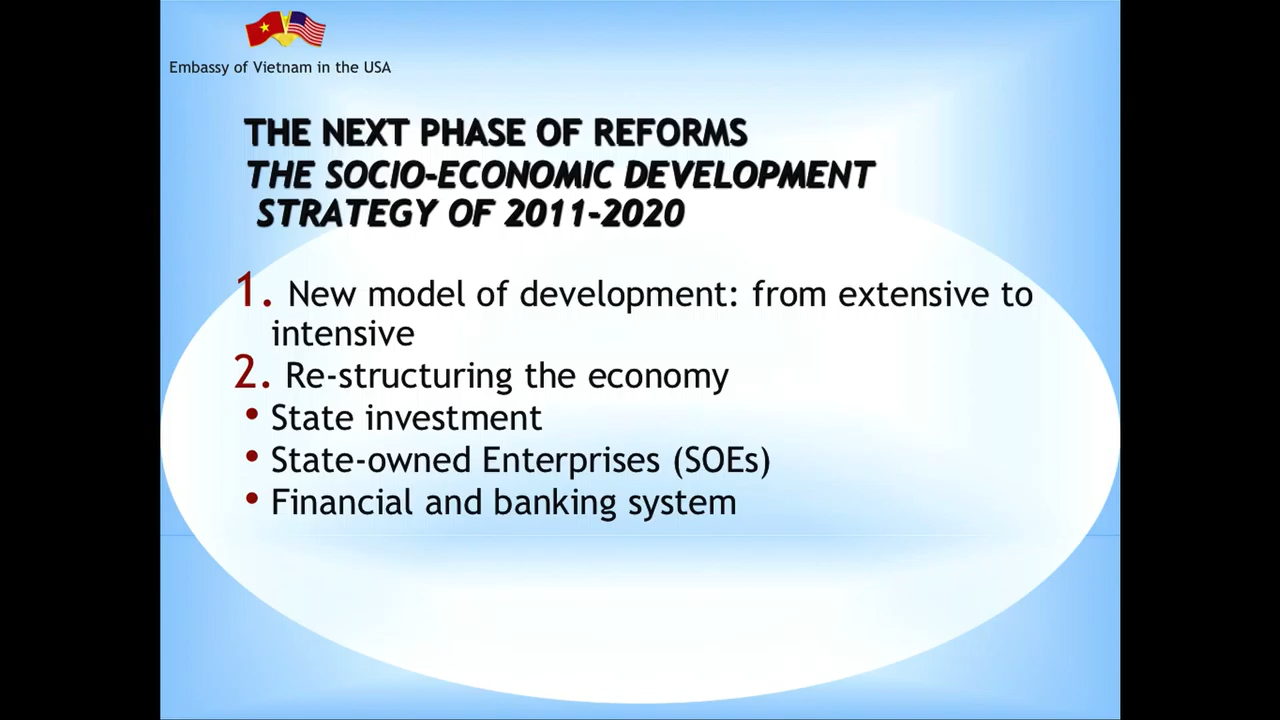 Embassy of Vietnam in the USA
THE NEXT PHASE OF REFORMS
THE SOCIO-ECONOMIC DEVELOPMENT
STRATEGY OF 2011-2020
1. New model of development: from extensive to
intensive
2. Re-structuring the economy
• State investment
• State-owned Enterprises (SOEs)
• Financial and banking system